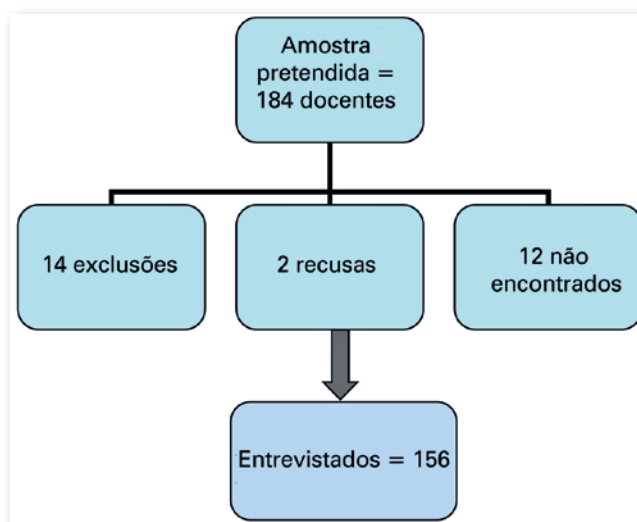 Amostra
pretendida =
184 docentes
14 exclusões
2 recusas
12 não
encontrados
Entrevistados = 156